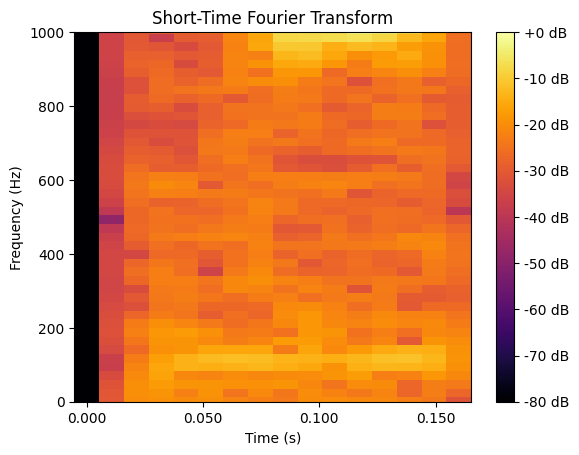 Short-Time Fourier Transform
1000
800
600
400
200
0
Frequency (Hz)
0.000
0.050
0.100
0.150
Time (s)
+0 dB
-10 dB
-20 dB
-30 dB
-40 dB
-50 dB
-60 dB
-70 dB
-80 dB